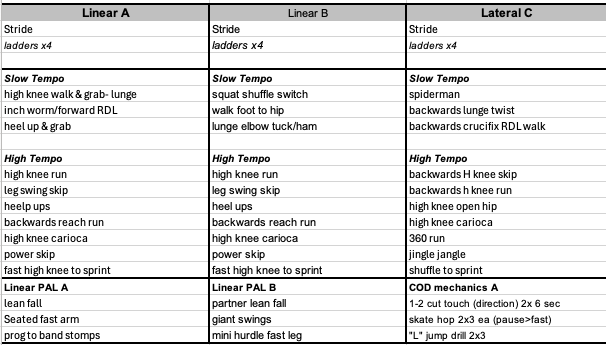 Linear A Linear B Lateral C
Stride Stride Stride
ladders x4 ladders x4 ladders x4
Slow Tempo Slow Tempo Slow Tempo
high knee walk & grab- lunge squat shuffle switch spiderman
inch worm/forward RDL walk foot to hip backwards lunge twist
heel up & grab lunge elbow tuck/ham backwards crucifix RDL walk
High Tempo High Tempo High Tempo
high knee run high knee run backwards H knee skip
leg swing skip leg swing skip backwards h knee run
heelp ups heel ups high knee open hip
backwards reach run backwards reach run high knee carioca
high knee carioca high knee carioca 360 run
power skip power skip jingle jangle
fast high knee to sprint fast high knee to sprint shuffle to sprint
Linear PAL A Linear PAL B COD mechanics A
lean fall partner lean fall 1-2 cut touch (direction) 2x 6 sec
Seated fast arm giant swings skate hop 2x3 ea (pause>fast)
prog to band stomps mini hurdle fast leg "L" jump drill 2x3